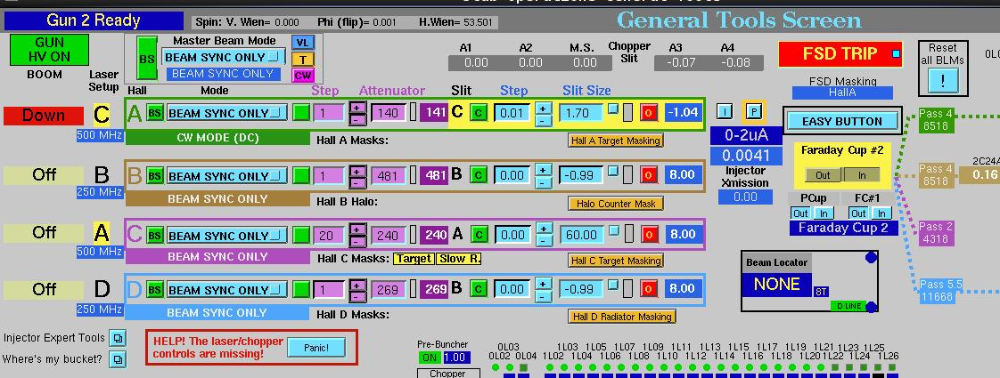 Gun 2 Ready
Spin: V. Wien= 0.000 Phi (flip)= 0.001 H.Wien= 53.501
General Tools Screen
GUN
HV ON
BOOM
Laser
Setup
BS
Master Beam Mode
BEAM SYNC ONLY
BEAM SYNC ONLY
VL
T
CW
A1 A2 M.S. Chopper Slit A3 A4
0.00 0.00 0.00 -0.07 -0.08
FSD TRIP
FSD Masking
HallA
Reset
all BLMs
!
Hall Mode Step Attenuator Slit Step Slit Size
Down C A BS BEAM SYNC ONLY 1 + - 140 141 C C 0.01 + - 1.70 O -1.04
500 MHz CW MODE (DC) Hall A Masks: Hall A Target Masking
I P
0-2uA
0.0041
Injector
Xmission
0.00
EASY BUTTON
Faraday Cup #2
Out In
PCup FC#1
Out In Out In
Faraday Cup 2
Pass 4
8518
Off B B BS BEAM SYNC ONLY 1 + - 481 481 B C 0.00 + - -0.99 O 8.00
250 MHz BEAM SYNC ONLY Hall B Halo: Halo Counter Mask
Pass 4
8518
2C24A
0.16
Off A C BS BEAM SYNC ONLY 20 + - 240 240 A C 0.00 + - 60.00 O 8.00
500 MHz BEAM SYNC ONLY Hall C Masks: Target Slow R. Hall C Target Masking
Pass 2
4318
Off D D BS BEAM SYNC ONLY 1 + - 269 269 B C 0.00 + - -0.99 O 8.00
250 MHz BEAM SYNC ONLY Hall D Masks: Hall D Radiator Masking
Beam Locator
NONE
8T
D LINE
Pass 5.5
11668
Injector Expert Tools
Where's my bucket?
HELP! The laser/chopper
controls are missing!
Panic!
Pre-Buncher
ON 1.00
Chopper
0L03 1L03 1L05 1L07 1L09 1L11 1L13 1L15 1L17 1L19 1L21 1L23 1L25
0L02 0L04 1L02 1L04 1L06 1L08 1L10 1L12 1L14 1L16 1L18 1L20 1L22 1L24 1L26